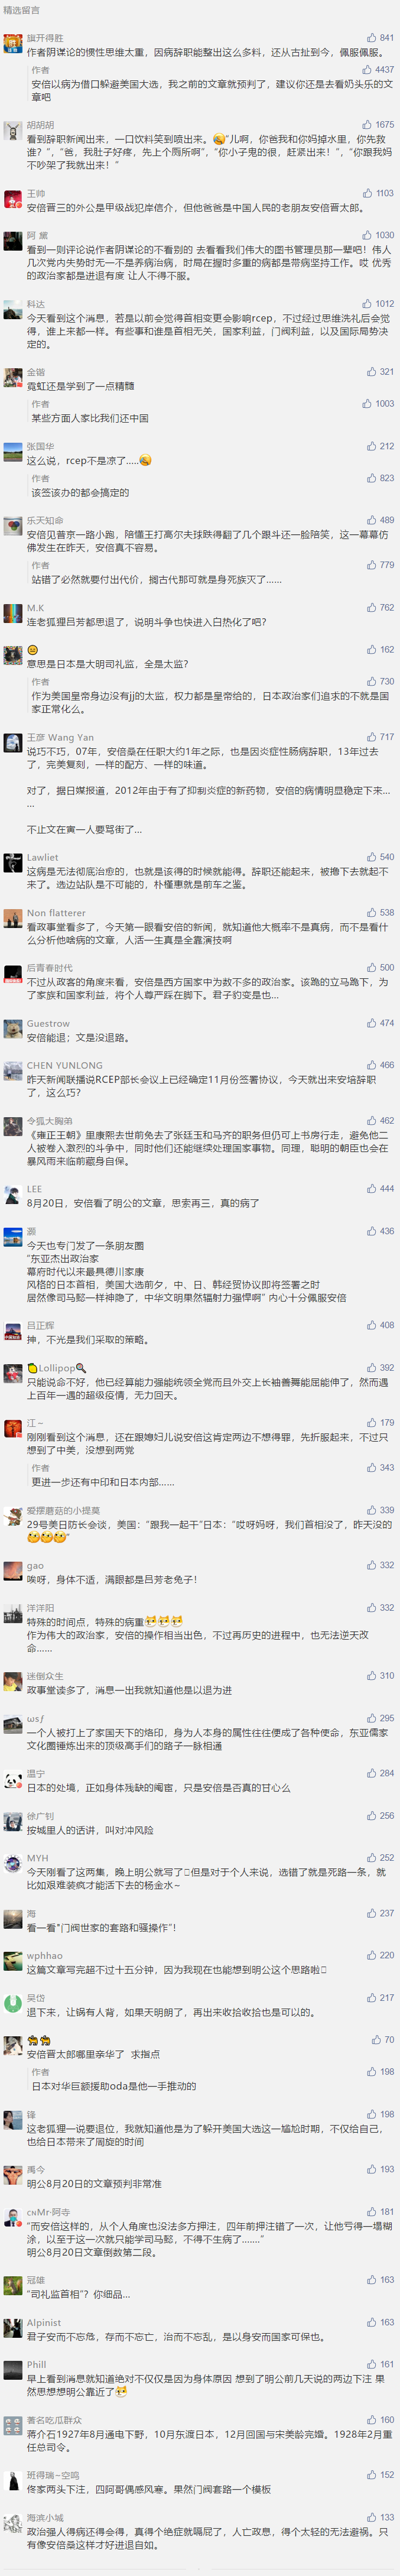 精选留言
旗开得胜 841
作者阴谋论的惯性思维太重，因病辞职能整出这么多料，还从古扯到今，佩服佩服。
作者 4437
安倍以病为借口躲避美国大选，我之前的文章就预判了，建议你还是去看奶头乐的文
章吧
胡胡胡 1675
看到辞职新闻出来，一口饮料笑到喷出来。“儿啊，你爸我和你妈掉水里，你先救
谁？”，“爸，我肚子好疼，先上个厕所啊”，“你小子鬼的很，赶紧出来！”，“你跟我妈
不吵架了我就出来！”
王帅 1103
安倍晋三的外公是甲级战犯岸信介，但他爸爸是中国人民的老朋友安倍晋太郎。
阿 黛 1030
看到一则评论说作者阴谋论的不看别的 去看看我们伟大的图书管理员那一辈吧！伟人
几次党内失势时无一不是养病治病，时局在握时多重的病都是带病坚持工作。哎 优秀
的政治家都是进退有度 让人不得不服。
科达 1012
今天看到这个消息，若是以前会觉得首相变更会影响rcep，不过经过思维洗礼后会觉
得，谁上来都一样。有些事和谁是首相无关，国家利益，门阀利益，以及国际局势决
定的。
金锴 321
霓虹还是学到了一点精髓
作者 1003
某些方面人家比我们还中国
张国华 212
这么说，rcep不是凉了.....
作者 823
该签该办的都会搞定的
乐天知命 489
安倍见普京一路小跑，陪懂王打高尔夫球跌得翻了几个跟斗还一脸陪笑，这一幕幕仿
佛发生在昨天，安倍真不容易。
作者 779
站错了必然就要付出代价，搁古代那可就是身死族灭了……
M.K 762
连老狐狸吕芳都思退了，说明斗争也快进入白热化了吧？
162
意思是日本是大明司礼监，全是太监？
作者 730
作为美国皇帝身边没有jj的太监，权力都是皇帝给的，日本政治家们追求的不就是国
家正常化么。
王彦 Wang Yan 717
说巧不巧，07年，安倍桑在任职大约1年之际，也是因炎症性肠病辞职，13年过去
了，完美复刻，一样的配方、一样的味道。
对了，据日媒报道，2012年由于有了抑制炎症的新药物，安倍的病情明显稳定下来…
…
不止文在寅一人要骂街了…
Lawliet 540
这病是无法彻底治愈的，也就是该得的时候就能得。辞职还能起来，被撸下去就起不
来了。选边站队是不可能的，朴槿惠就是前车之鉴。
Non flatterer 538
看政事堂看多了，今天第一眼看安倍的新闻，就知道他大概率不是真病，而不是看什
么分析他啥病的文章，人活一生真是全靠演技啊
后青春时代 500
不过从政客的角度来看，安倍是西方国家中为数不多的政治家。该跪的立马跪下，为
了家族和国家利益，将个人尊严踩在脚下。君子豹变是也…
Guestrow 474
安倍能退；文是没退路。
CHEN YUNLONG 466
昨天新闻联播说RCEP部长会议上已经确定11月份签署协议，今天就出来安培辞职
了，这么巧？
令狐大胸弟 462
《雍正王朝》里康熙去世前免去了张廷玉和马齐的职务但仍可上书房行走，避免他二
人被卷入激烈的斗争中，同时他们还能继续处理国家事物。同理，聪明的朝臣也会在
暴风雨来临前藏身自保。
LEE 444
8月20日，安倍看了明公的文章，思索再三，真的病了
灏 436
今天也专门发了一条朋友圈
“东亚杰出政治家
幕府时代以来最具德川家康
风格的日本首相，美国大选前夕，中、日、韩经贸协议即将签署之时
居然像司马懿一样神隐了，中华文明果然辐射力强悍啊” 内心十分佩服安倍
吕正辉 408
抻，不光是我们采取的策略。
Lollipop 392
只能说命不好，他已经算能力强能统领全党而且外交上长袖善舞能屈能伸了，然而遇
上百年一遇的超级疫情，无力回天。
江～ 179
刚刚看到这个消息，还在跟媳妇儿说安倍这肯定两边不想得罪，先折服起来，不过只
想到了中美，没想到两党
作者 343
更进一步还有中印和日本内部……
爱摆蘑菇的小提莫 339
29号美日防长会谈，美国：“跟我一起干”日本：“哎呀妈呀，我们首相没了，昨天没的
”
gao 332
唉呀，身体不适，满眼都是吕芳老兔子！
洋洋阳 332
特殊的时间点，特殊的病重
作为伟大的政治家，安倍的操作相当出色，不过再历史的进程中，也无法逆天改
命……
迷倒众生 310
政事堂读多了，消息一出我就知道他是以退为进
ωsƒ 295
一个人被打上了家国天下的烙印，身为人本身的属性往往便成了各种使命，东亚儒家
文化圈锤炼出来的顶级高手们的路子一脉相通
温宁 284
日本的处境，正如身体残缺的阉宦，只是安倍是否真的甘心么
徐广钊 256
按城里人的话讲，叫对冲风险
MYH 252
今天刚看了这两集，晚上明公就写了但是对于个人来说，选错了就是死路一条，就
比如艰难装疯才能活下去的杨金水~
海 237
看一看"门阀世家的套路和骚操作"！
wphhao 220
这篇文章写完超不过十五分钟，因为我现在也能想到明公这个思路啦
吴岱 217
退下来，让锅有人背，如果天明朗了，再出来收拾收拾也是可以的。
70
安倍晋太郎哪里亲华了 求指点
作者 198
日本对华巨额援助oda是他一手推动的
锋 198
这老狐狸一说要退位，我就知道他是为了躲开美国大选这一尴尬时期，不仅给自己，
也给日本带来了周旋的时间
禹今 193
明公8月20日的文章预判非常准
ᴄɴMr·阿寺 181
“而安倍这样的，从个人角度也没法多方押注，四年前押注错了一次，让他亏得一塌糊
涂，以至于这一次就只能学司马懿，不得不生病了.......”
明公8月20日文章倒数第二段。
冠雄 163
“司礼监首相”？你细品…
Alpinist 163
君子安而不忘危，存而不忘亡，治而不忘乱，是以身安而国家可保也。
Phill 161
早上看到消息就知道绝对不仅仅是因为身体原因 想到了明公前几天说的两边下注 果
然思想想明公靠近了
著名吃瓜群众 160
蒋介石1927年8月通电下野，10月东渡日本，12月回国与宋美龄完婚。1928年2月重
任总司令。
班得瑞~空鸣 152
佟家两头下注，四阿哥偶感风寒。果然门阀套路一个模板
海滨小城 133
政治强人得病还得会得，真得个绝症就嗝屁了，人亡政息，得个太轻的无法避祸。只
有像安倍桑这样才好进退自如。